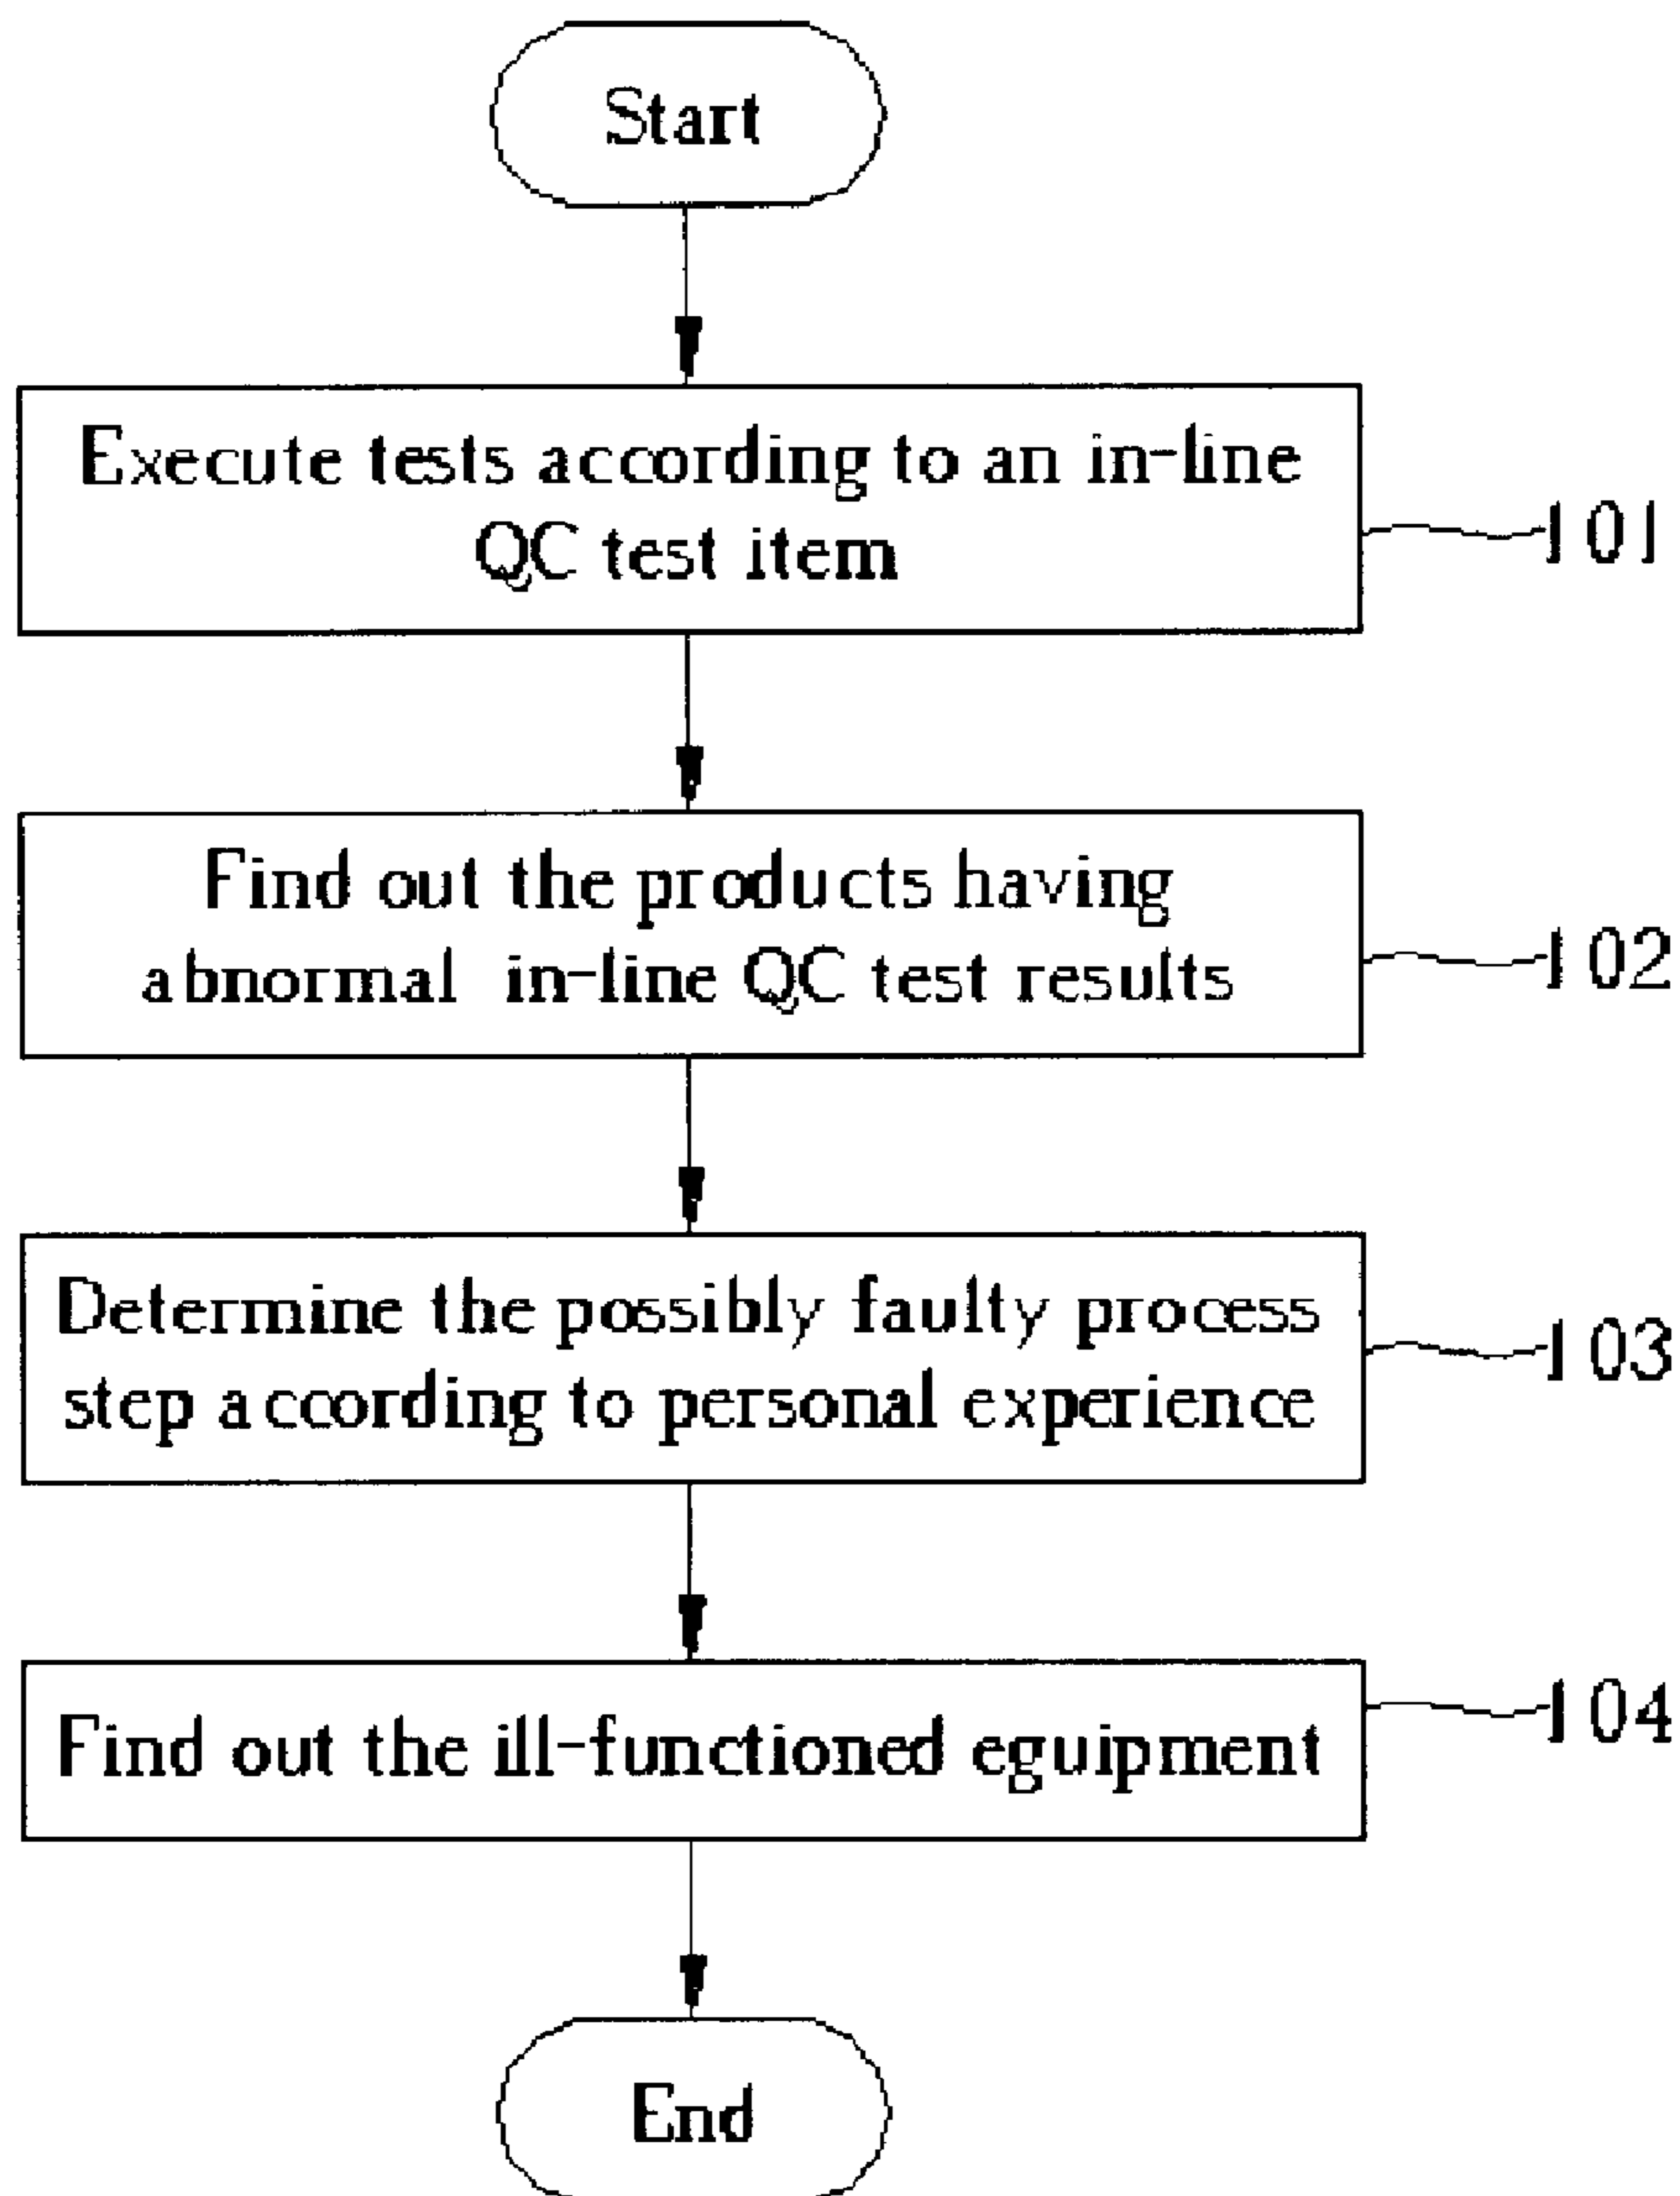 Start
Execute tests according to an in-line
QC test item
101
Find out the products having
abnormal in-line QC test results
102
Determine the possibly faulty process
step according to personal experience
103
Find out the ill-functioned eguipment
104
End